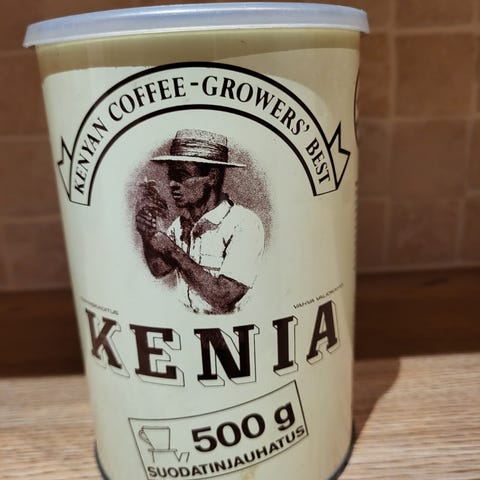 KENYAN COFFEE-GROWERS' BEST
KENIA
500 g
SUODATINJAUHATUS